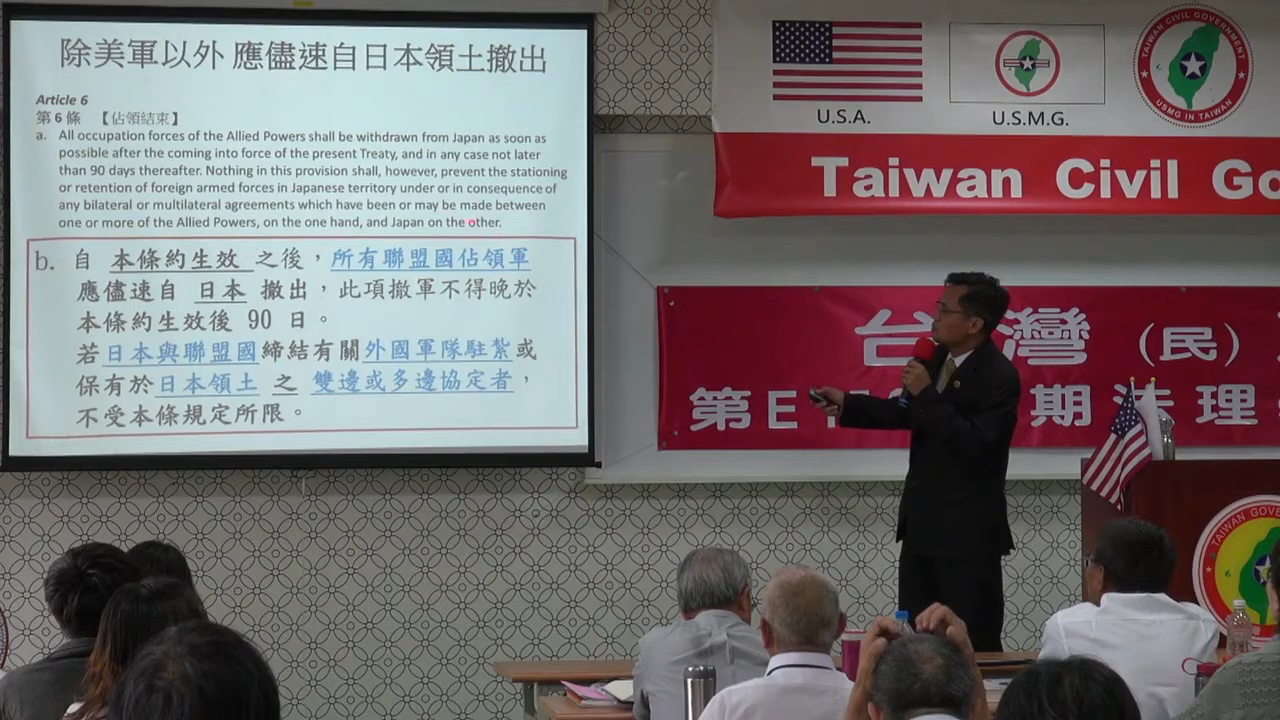 除美軍以外 應儘速自日本領土撤出
Article 6
第 6 條 【佔領結束】
a. All occupation forces of the Allied Powers shall be withdrawn from Japan as soon as
possible after the coming into force of the present Treaty, and in any case not later
than 90 days thereafter. Nothing in this provision shall, however, prevent the stationing
or retention of foreign armed forces in Japanese territory under or in consequence of
any bilateral or multilateral agreements which have been or may be made between
one or more of the Allied Powers, on the one hand, and Japan on the other.
b. 自 本條約生效 之後，所有聯盟國佔領軍
應儘速自 日本 撤出，此項撤軍不得晚於
本條約生效後 90 日。
若日本與聯盟國締結有關外國軍隊駐紮或
保有於日本領土 之 雙邊或多邊協定者，
不受本條規定所限。
U.S.A.
U.S.M.G.
TAIWAN CIVIL GOVERNMENT
USMG IN TAIWAN
Taiwan Civil Go
台 灣 (民)
第E 期法理
TAIWAN GOVE